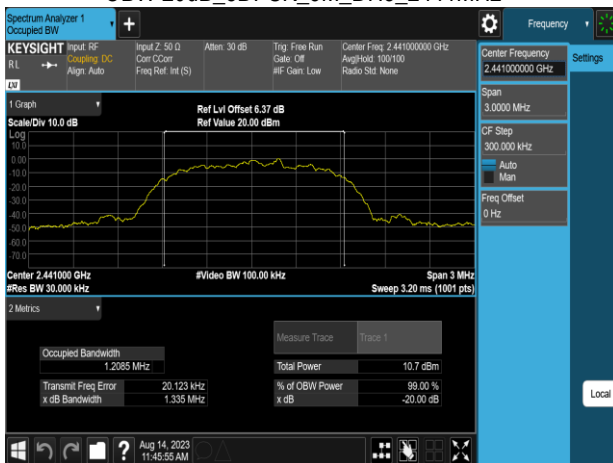 Spectrum Analyzer 1
Occupied BW
+
Frequency
KEYSIGHT
Input: RF
Coupling: DC
Align: Auto
Input Z: 50 Ω
Corr CCorr
Freq Ref: Int (S)
Atten: 30 dB
Trig: Free Run
Gate: Off
#IF Gain: Low
Center Freq: 2.441000000 GHz
Avg|Hold: 100/100
Radio Std: None
RL
LXI
Center Frequency
2.441000000 GHz
Settings
Span
3.0000 MHz
CF Step
300.000 kHz
Auto
Man
Freq Offset
0 Hz
Local
1 Graph
Scale/Div 10.0 dB
Ref Lvl Offset 6.37 dB
Ref Value 20.00 dBm
Log
10.0
0.00
-10.0
-20.0
-30.0
-40.0
-50.0
-60.0
-70.0
Center 2.441000 GHz
#Video BW 100.00 kHz
Span 3 MHz
#Res BW 30.000 kHz
Sweep 3.20 ms (1001 pts)
2 Metrics
Measure Trace
Trace 1
Occupied Bandwidth
1.2085 MHz
Total Power
10.7 dBm
Transmit Freq Error
20.123 kHz
% of OBW Power
99.00 %
x dB Bandwidth
1.335 MHz
x dB
-20.00 dB
?
Aug 14, 2023
11:45:55 AM